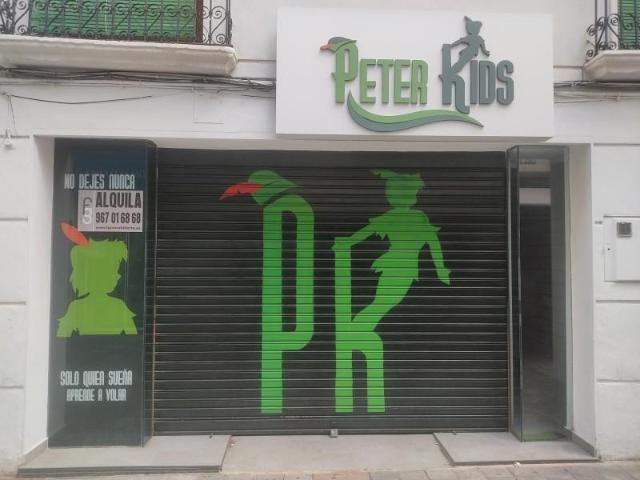 PETER KIDS
NO DEJES NUNCA
ALQUILA
967 01 68 68
PK
SOLO QUIEN SUEÑA
APRENDE A VOLAR